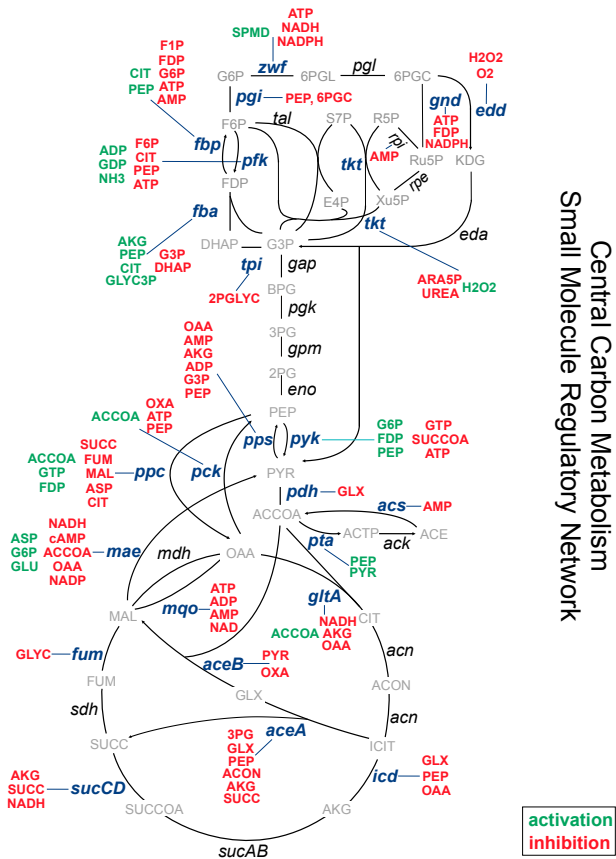 ATP
NADH
NADPH
SPMD
zwf
G6P
6PGL
pgl
6PGC
H2O2
O2
edd
F1P
FDP
G6P
ATP
AMP
CIT
PEP
fbp
pgi
PEP, 6PGC
gnd
ATP
FDP
NADPH
F6P
tal
S7P
R5P
rpi
Ru5P
KDG
tkt
AMP
rpe
ADP
GDP
NH3
F6P
CIT
PEP
ATP
pfk
FDP
E4P
Xu5P
fba
tkt
eda
AKG
PEP
CIT
GLYC3P
G3P
DHAP
DHAP
G3P
tpi
gap
2PGLYC
ARA5P
UREA
H2O2
BPG
pgk
3PG
gpm
2PG
eno
PEP
OAA
AMP
AKG
ADP
G3P
PEP
pps
pyk
G6P
FDP
PEP
GTP
SUCCOA
ATP
ACCOA
OXA
ATP
PEP
pck
ACCOA
GTP
FDP
SUCC
FUM
MAL
ASP
CIT
ppc
PYR
pdh
GLX
acs
AMP
ACCOA
ACTP
ack
ACE
pta
PEP
PYR
ASP
G6P
GLU
NADH
cAMP
ACCOA
OAA
NADP
mae
mdh
OAA
mqo
ATP
ADP
AMP
NAD
gltA
ACCOA
NADH
AKG
OAA
CIT
MAL
GLYC
fum
FUM
aceB
PYR
OXA
GLX
acn
ACON
acn
sdh
SUCC
3PG
GLX
PEP
ACON
AKG
SUCC
aceA
ICIT
icd
GLX
PEP
OAA
AKG
SUCC
NADH
sucCD
SUCCOA
AKG
sucAB
Central Carbon Metabolism
Small Molecule Regulatory Network
activation
inhibition